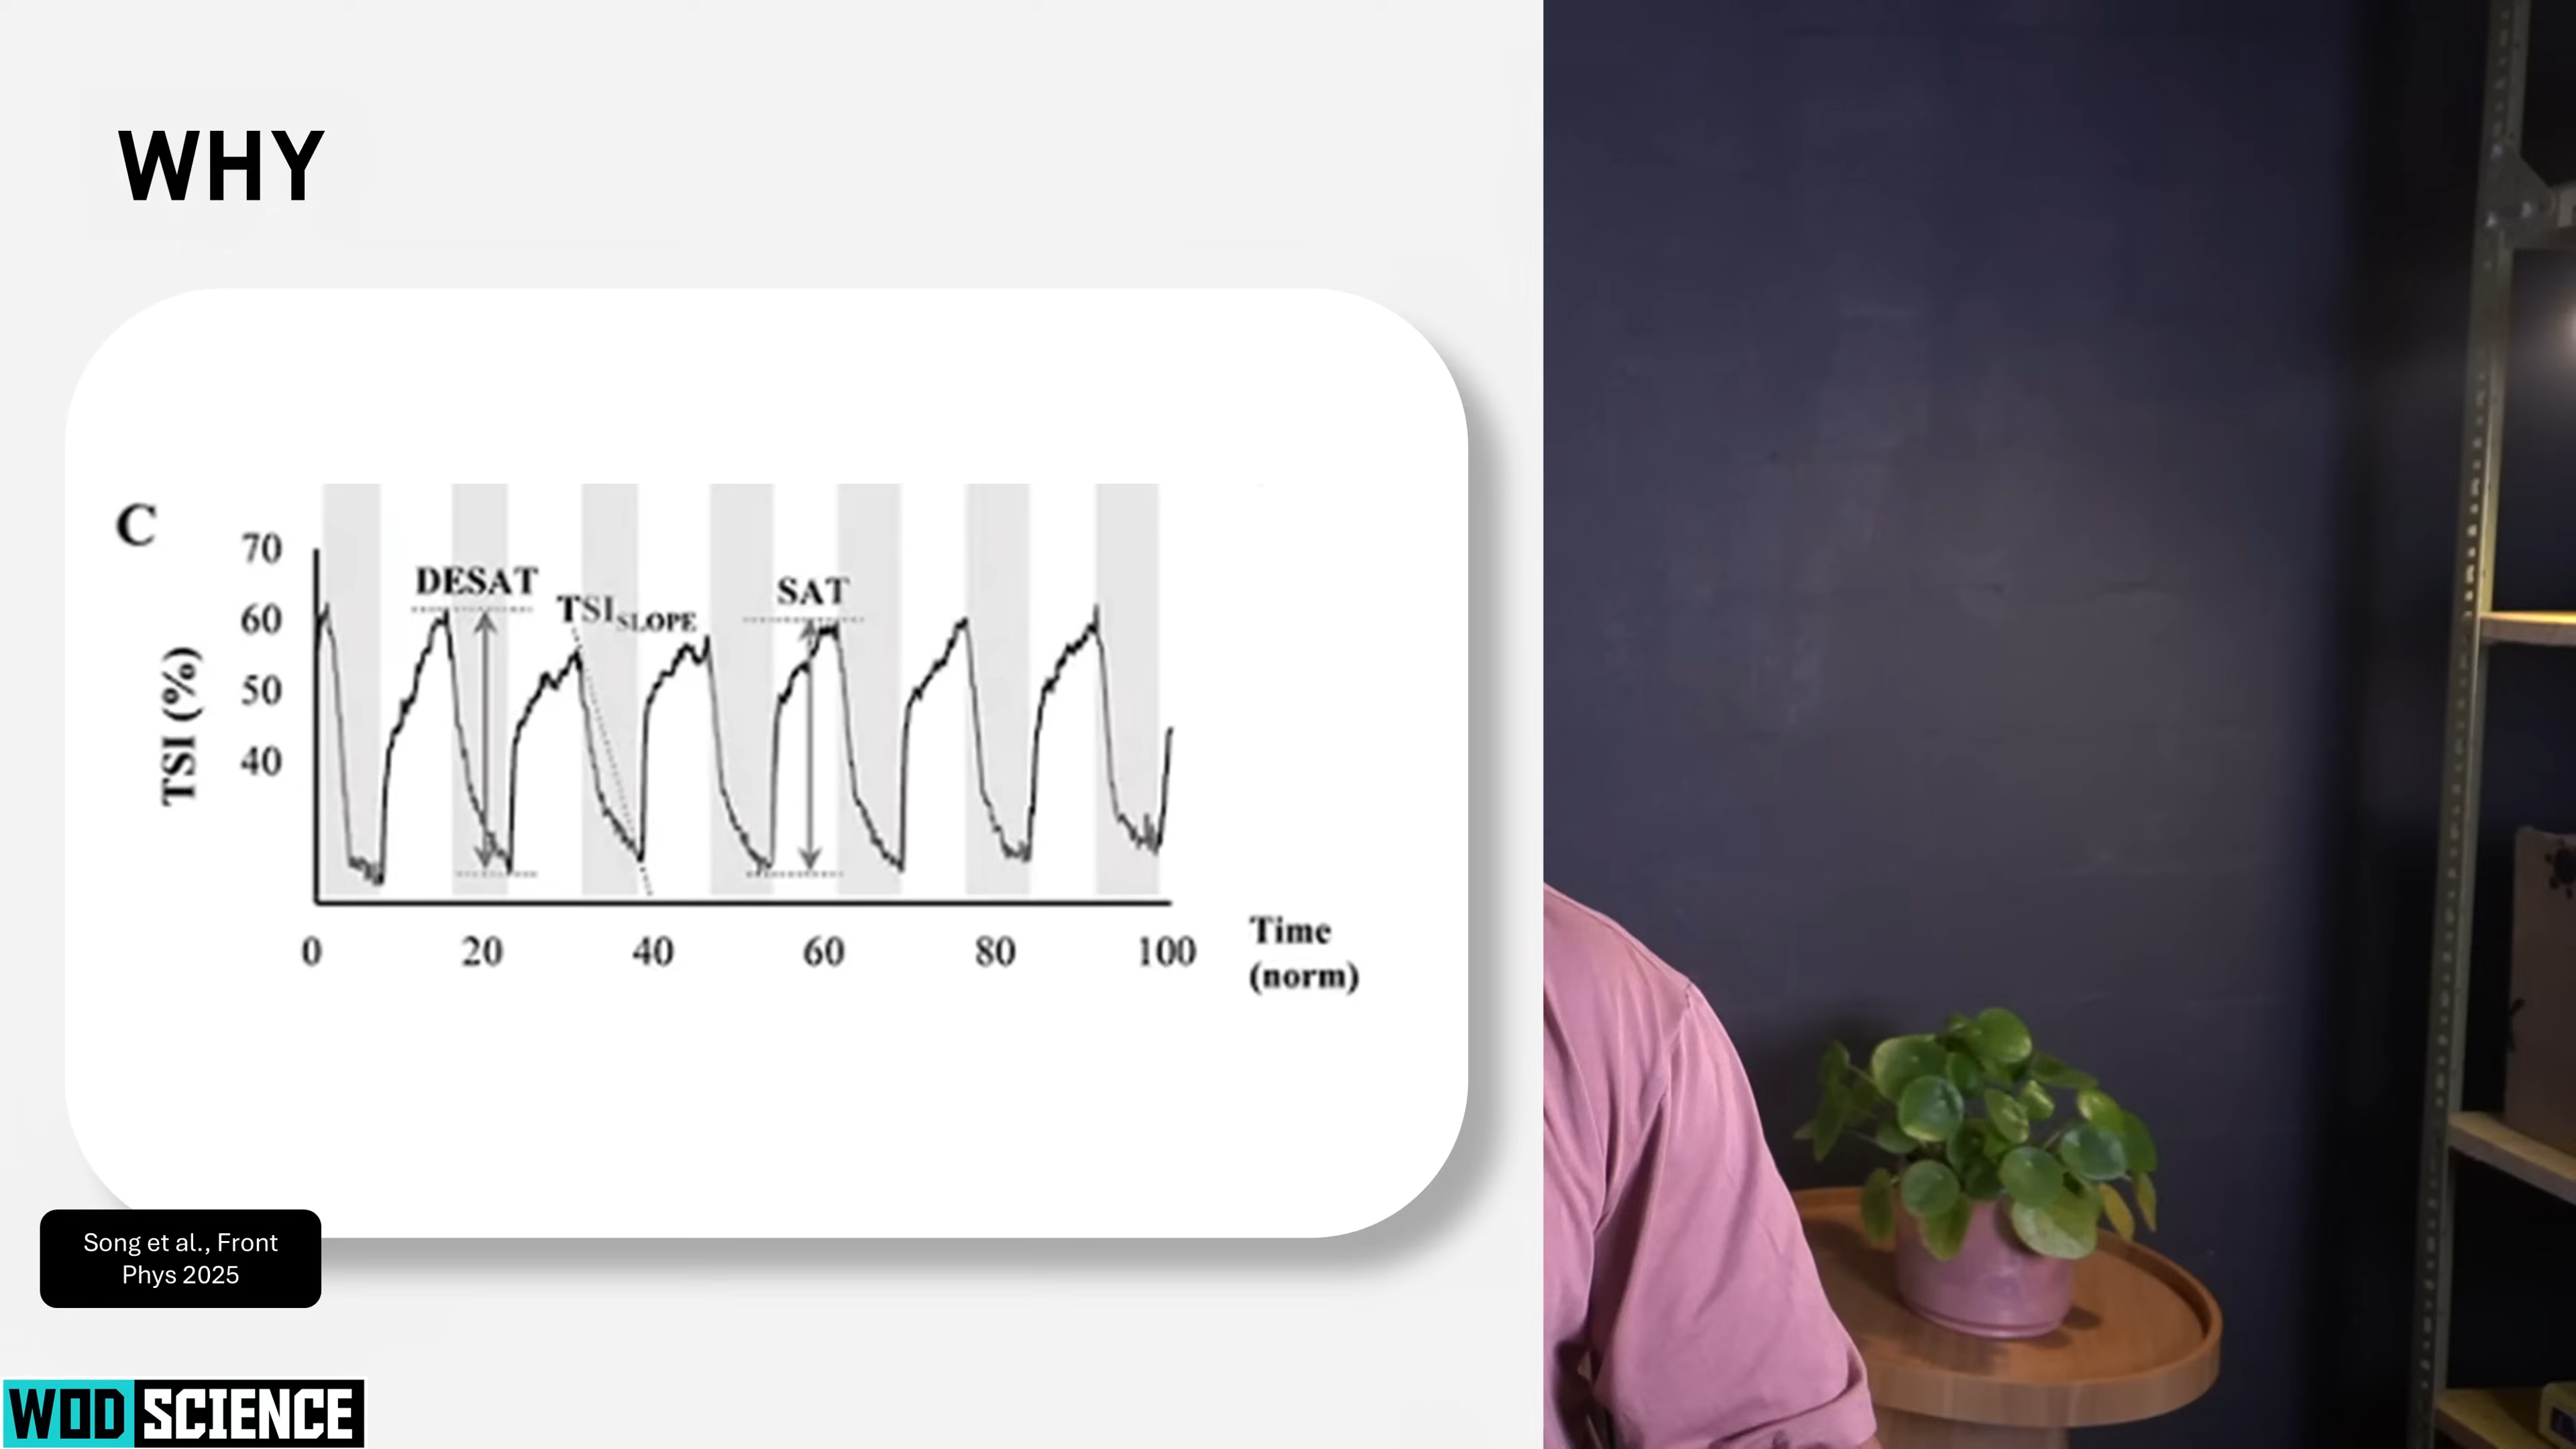 WHY
C
70
60
50
40
TSI (%)
DESAT
TSISLOPE
SAT
0 20 40 60 80 100
Time
(norm)
Song et al., Front
Phys 2025
WOD SCIENCE